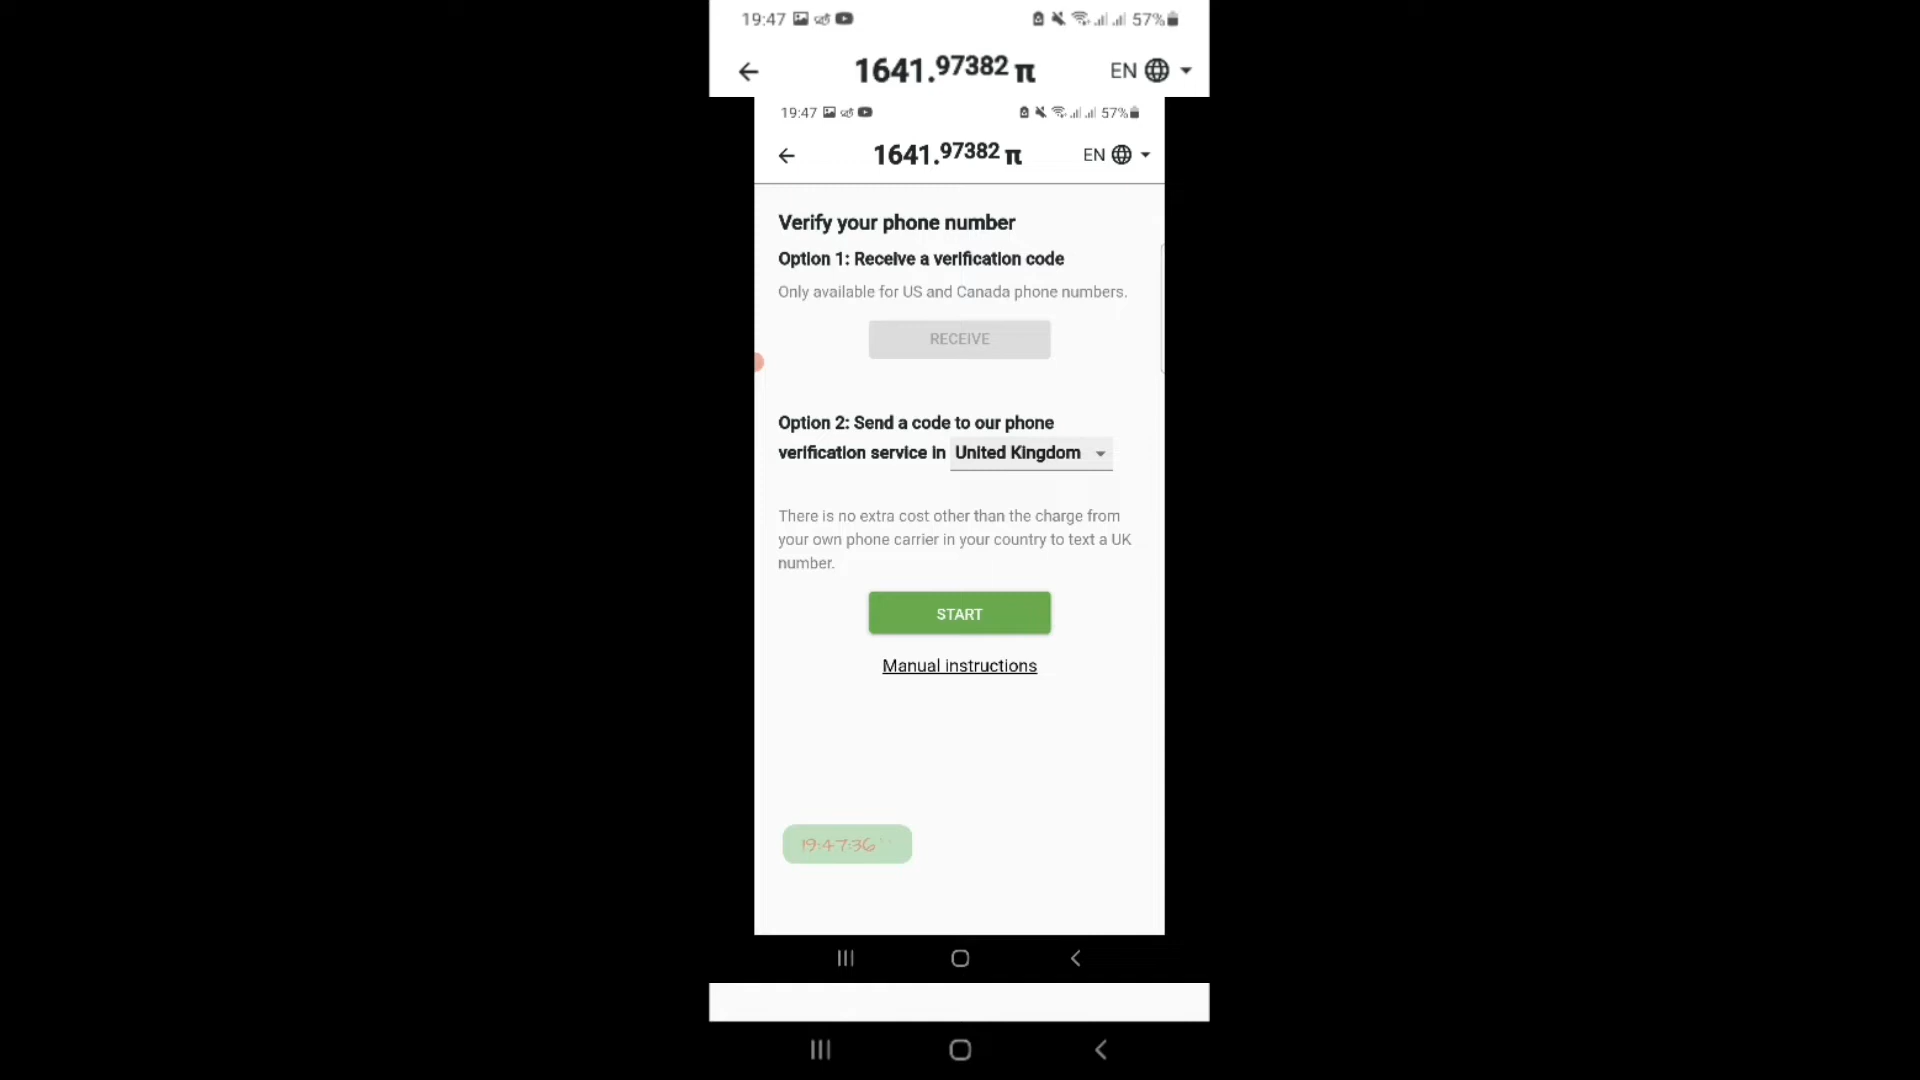 19:47 57%
1641.97382 π EN
19:47 57%
1641.97382 π EN
Verify your phone number
Option 1: Receive a verification code
Only available for US and Canada phone numbers.
RECEIVE
Option 2: Send a code to our phone
verification service in United Kingdom
There is no extra cost other than the charge from
your own phone carrier in your country to text a UK
number.
START
Manual instructions
19:47:36